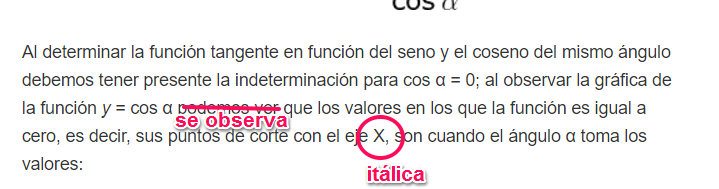 cos α
Al determinar la función tangente en función del seno y el coseno del mismo ángulo
debemos tener presente la indeterminación para cos α = 0; al observar la gráfica de
la función y = cos α podemos ver que los valores en los que la función es igual a
se observa
cero, es decir, sus puntos de corte con el eje X, son cuando el ángulo α toma los
valores:
itálica